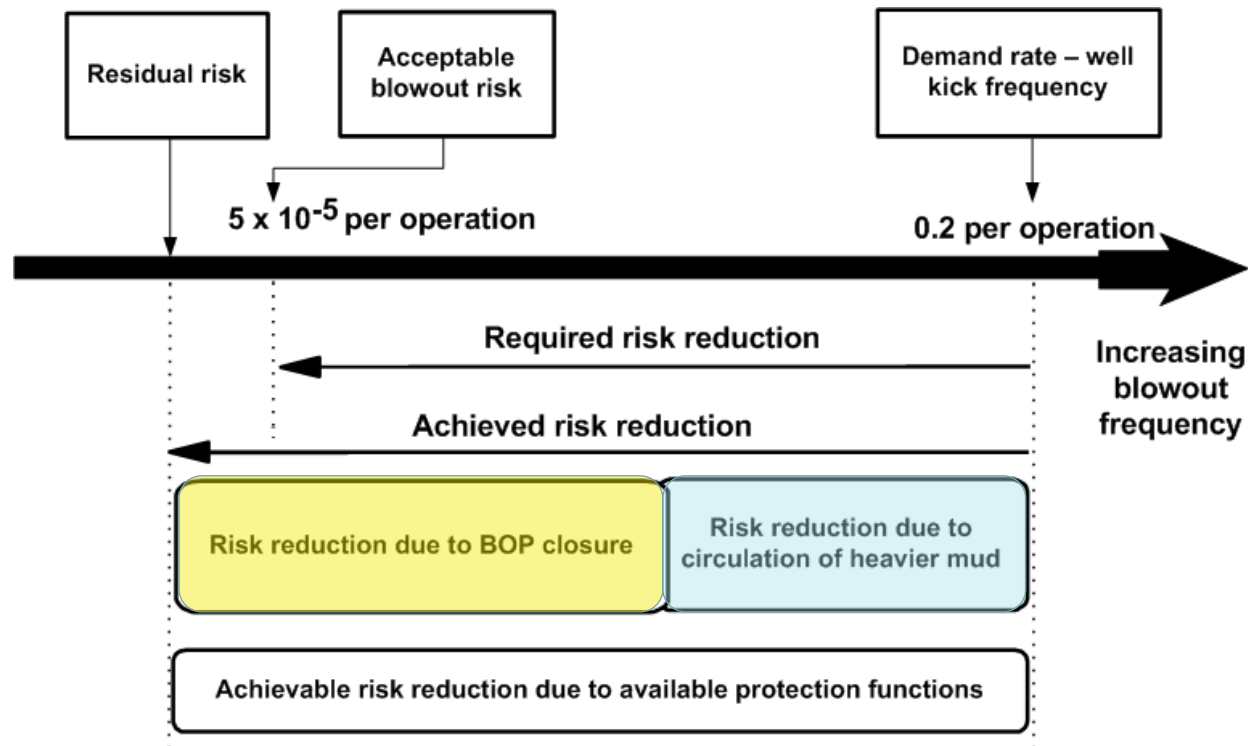 Residual risk
Acceptable
blowout risk
Demand rate – well
kick frequency
5 x 10-5 per operation
0.2 per operation
Required risk reduction
Increasing
blowout
frequency
Achieved risk reduction
Risk reduction due to BOP closure
Risk reduction due to
circulation of heavier mud
Achievable risk reduction due to available protection functions